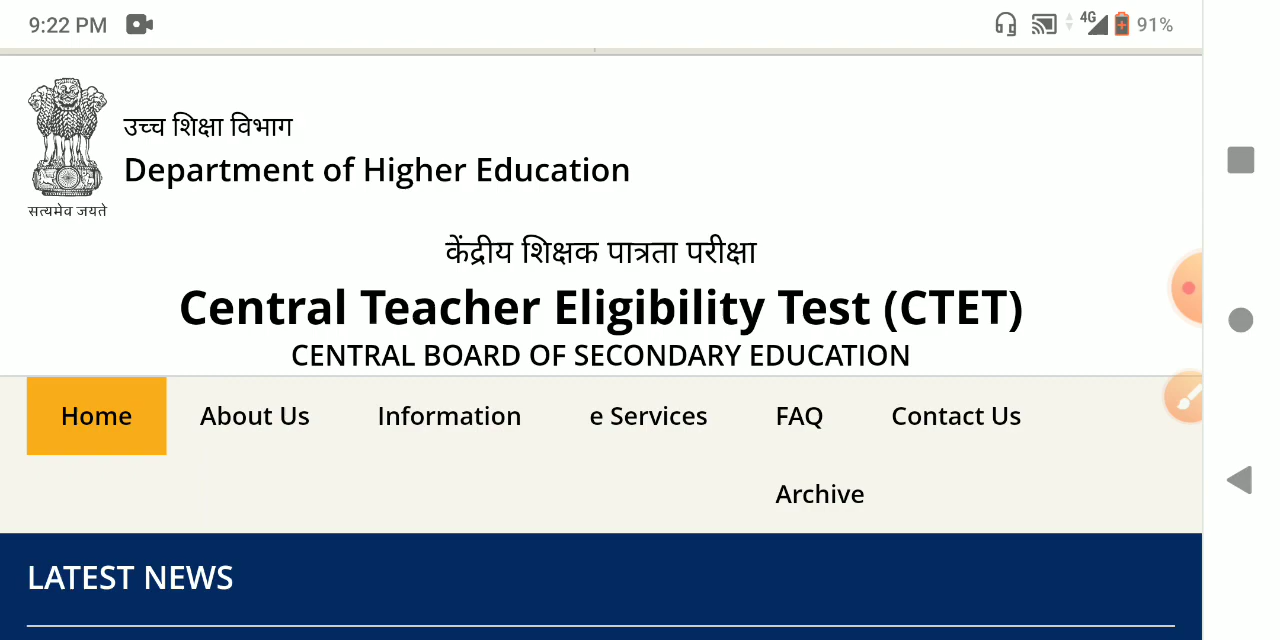 9:22 PM
4G
91%
उच्च शिक्षा विभाग
Department of Higher Education
सत्यमेव जयते
केंद्रीय शिक्षक पात्रता परीक्षा
Central Teacher Eligibility Test (CTET)
CENTRAL BOARD OF SECONDARY EDUCATION
Home About Us Information e Services FAQ Contact Us
Archive
LATEST NEWS